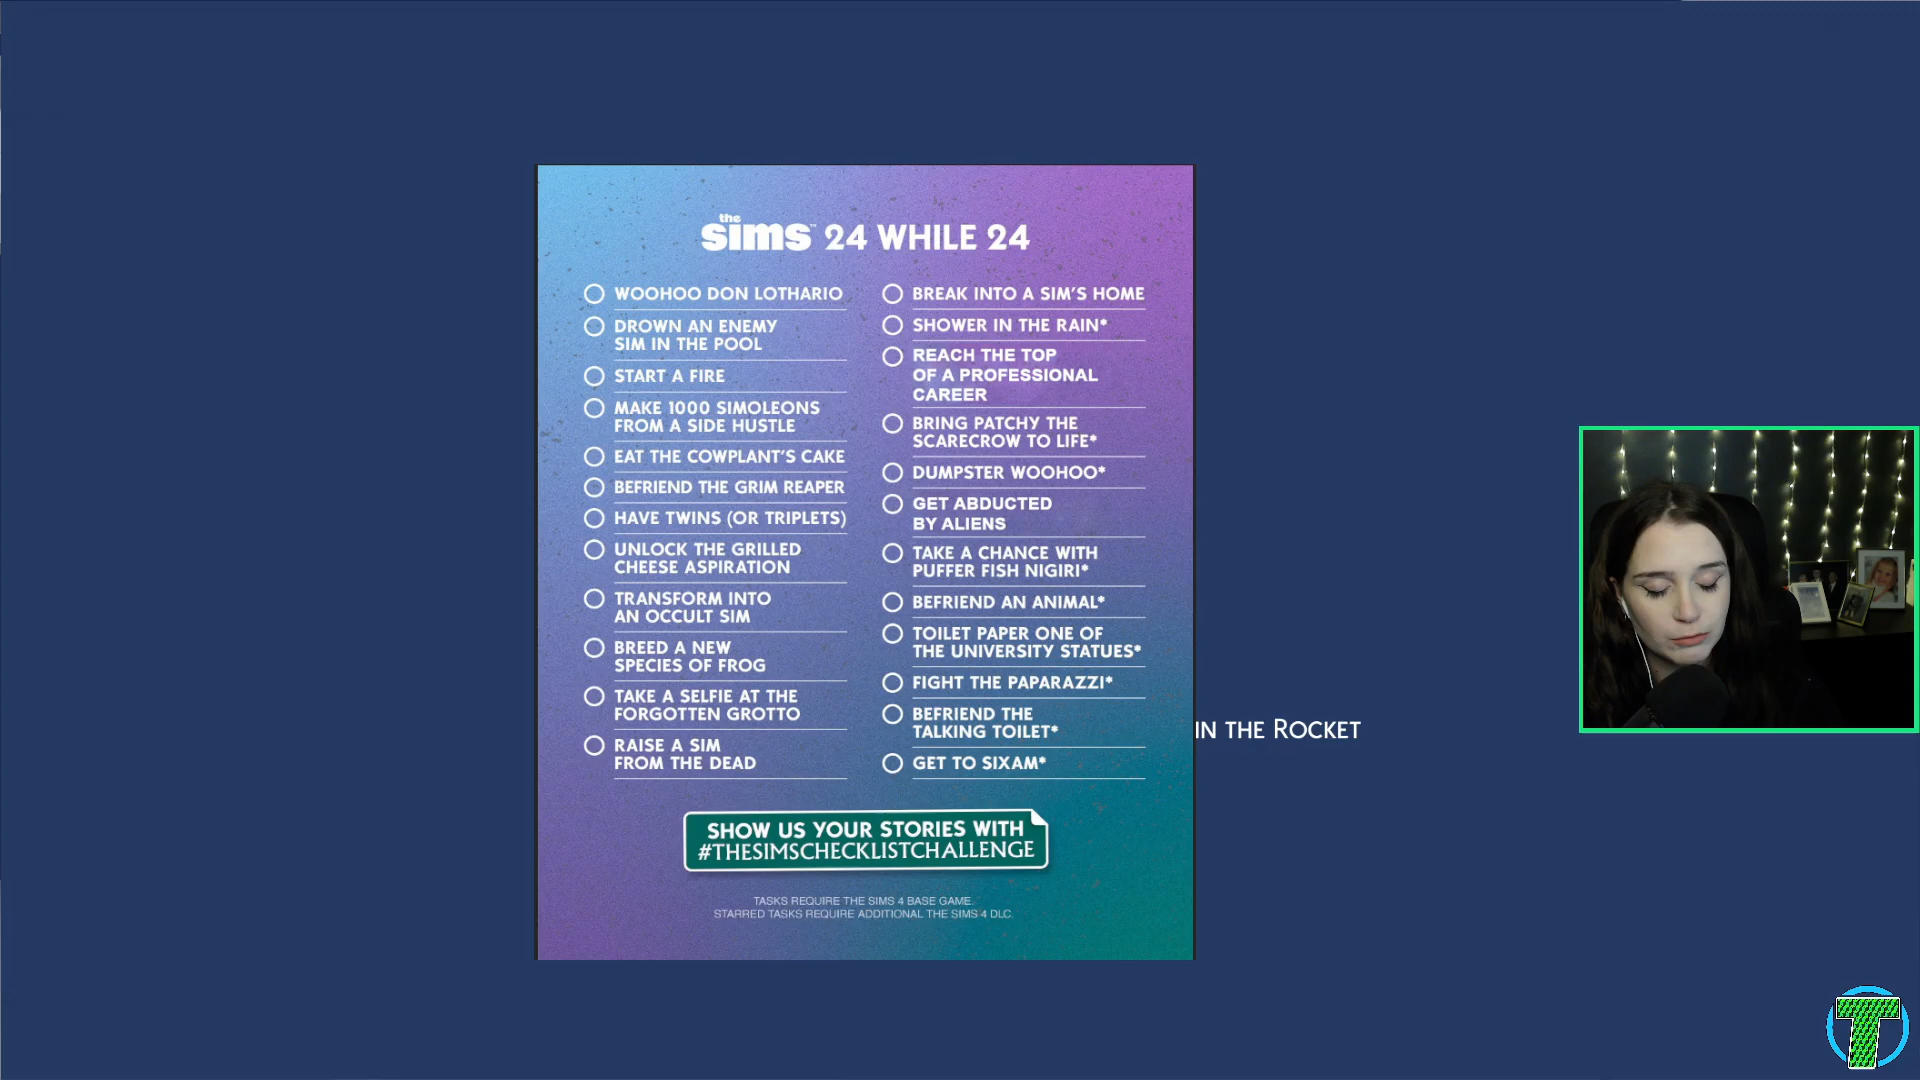 the
sims™ 24 WHILE 24
WOOHOO DON LOTHARIO
DROWN AN ENEMY
SIM IN THE POOL
START A FIRE
MAKE 1000 SIMOLEONS
FROM A SIDE HUSTLE
EAT THE COWPLANT'S CAKE
BEFRIEND THE GRIM REAPER
HAVE TWINS (OR TRIPLETS)
UNLOCK THE GRILLED
CHEESE ASPIRATION
TRANSFORM INTO
AN OCCULT SIM
BREED A NEW
SPECIES OF FROG
TAKE A SELFIE AT THE
FORGOTTEN GROTTO
RAISE A SIM
FROM THE DEAD
BREAK INTO A SIM'S HOME
SHOWER IN THE RAIN*
REACH THE TOP
OF A PROFESSIONAL
CAREER
BRING PATCHY THE
SCARECROW TO LIFE*
DUMPSTER WOOHOO*
GET ABDUCTED
BY ALIENS
TAKE A CHANCE WITH
PUFFER FISH NIGIRI*
BEFRIEND AN ANIMAL*
TOILET PAPER ONE OF
THE UNIVERSITY STATUES*
FIGHT THE PAPARAZZI*
BEFRIEND THE
TALKING TOILET*
GET TO SIXAM*
IN THE ROCKET
SHOW US YOUR STORIES WITH
#THESIMSCHECKLISTCHALLENGE
TASKS REQUIRE THE SIMS 4 BASE GAME.
STARRED TASKS REQUIRE ADDITIONAL THE SIMS 4 DLC.
T